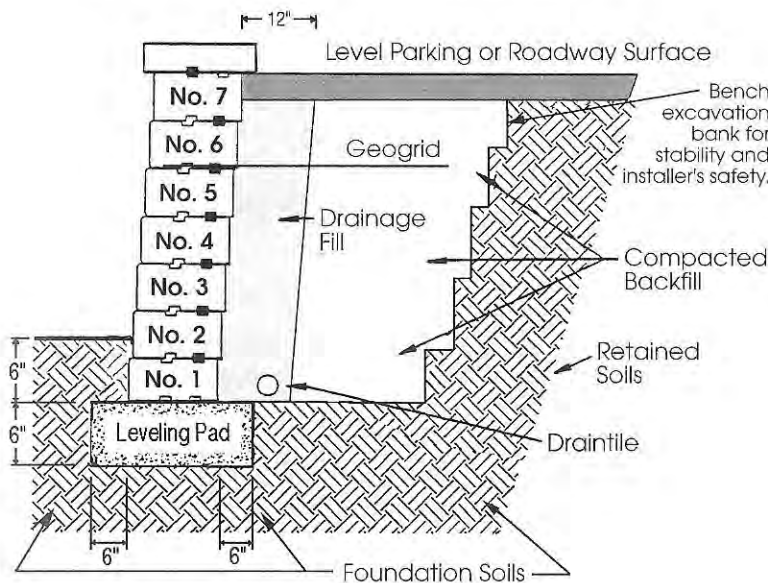 12"
Level Parking or Roadway Surface
No. 7
Bench
excavation
bank for
stability and
installer's safety.
No. 6
Geogrid
No. 5
Drainage
Fill
No. 4
Compacted
Backfill
No. 3
No. 2
6"
Retained
Soils
No. 1
6"
Leveling Pad
Draintile
6"
6"
Foundation Soils